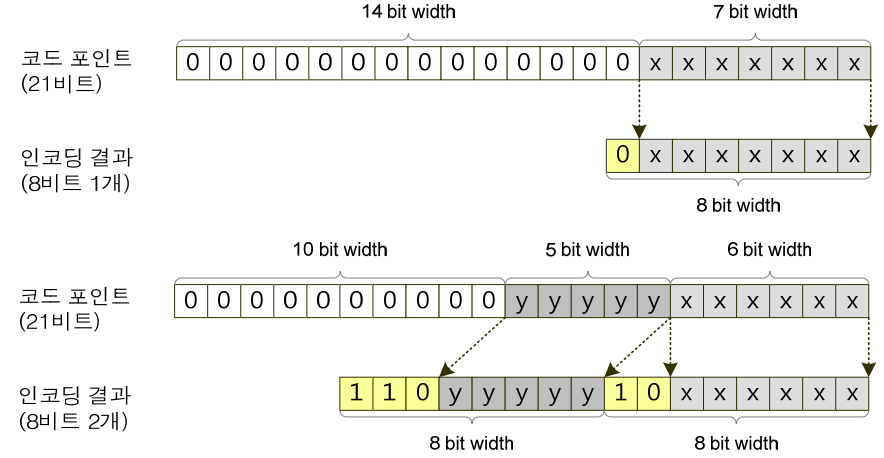 14 bit width 7 bit width
코드 포인트 0 0 0 0 0 0 0 0 0 0 0 0 0 0 x x x x x x x
(21비트)
인코딩 결과 0 x x x x x x x
(8비트 1개)
8 bit width
10 bit width 5 bit width 6 bit width
코드 포인트 0 0 0 0 0 0 0 0 0 0 y y y y y x x x x x x
(21비트)
인코딩 결과 1 1 0 y y y y y 1 0 x x x x x x
(8비트 2개)
8 bit width 8 bit width